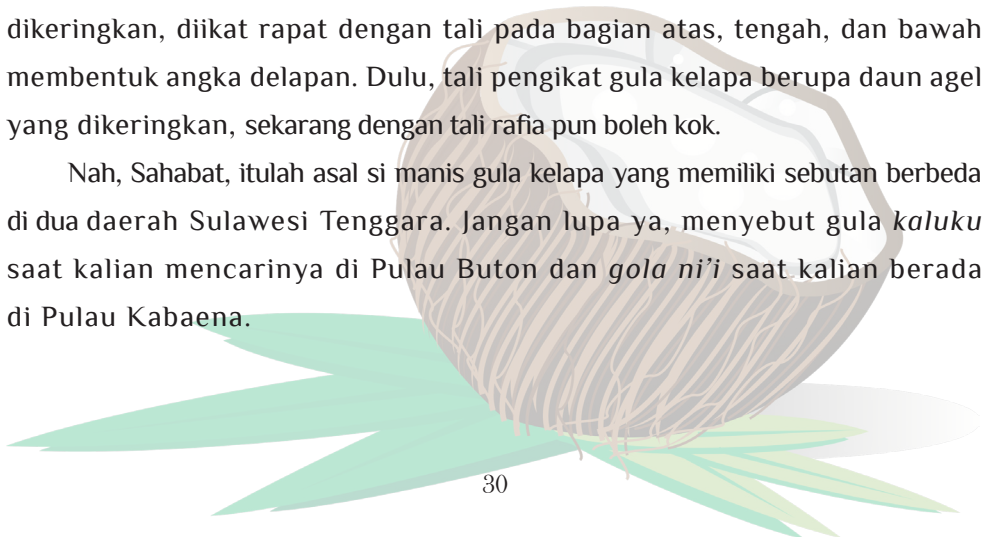 dikeringkan, diikat rapat dengan tali pada bagian atas, tengah, dan bawah
membentuk angka delapan. Dulu, tali pengikat gula kelapa berupa daun agel
yang dikeringkan, sekarang dengan tali rafia pun boleh kok.
Nah, Sahabat, itulah asal si manis gula kelapa yang memiliki sebutan berbeda
di dua daerah Sulawesi Tenggara. Jangan lupa ya, menyebut gula kaluku
saat kalian mencarinya di Pulau Buton dan gola ni’i saat kalian berada
di Pulau Kabaena.
30